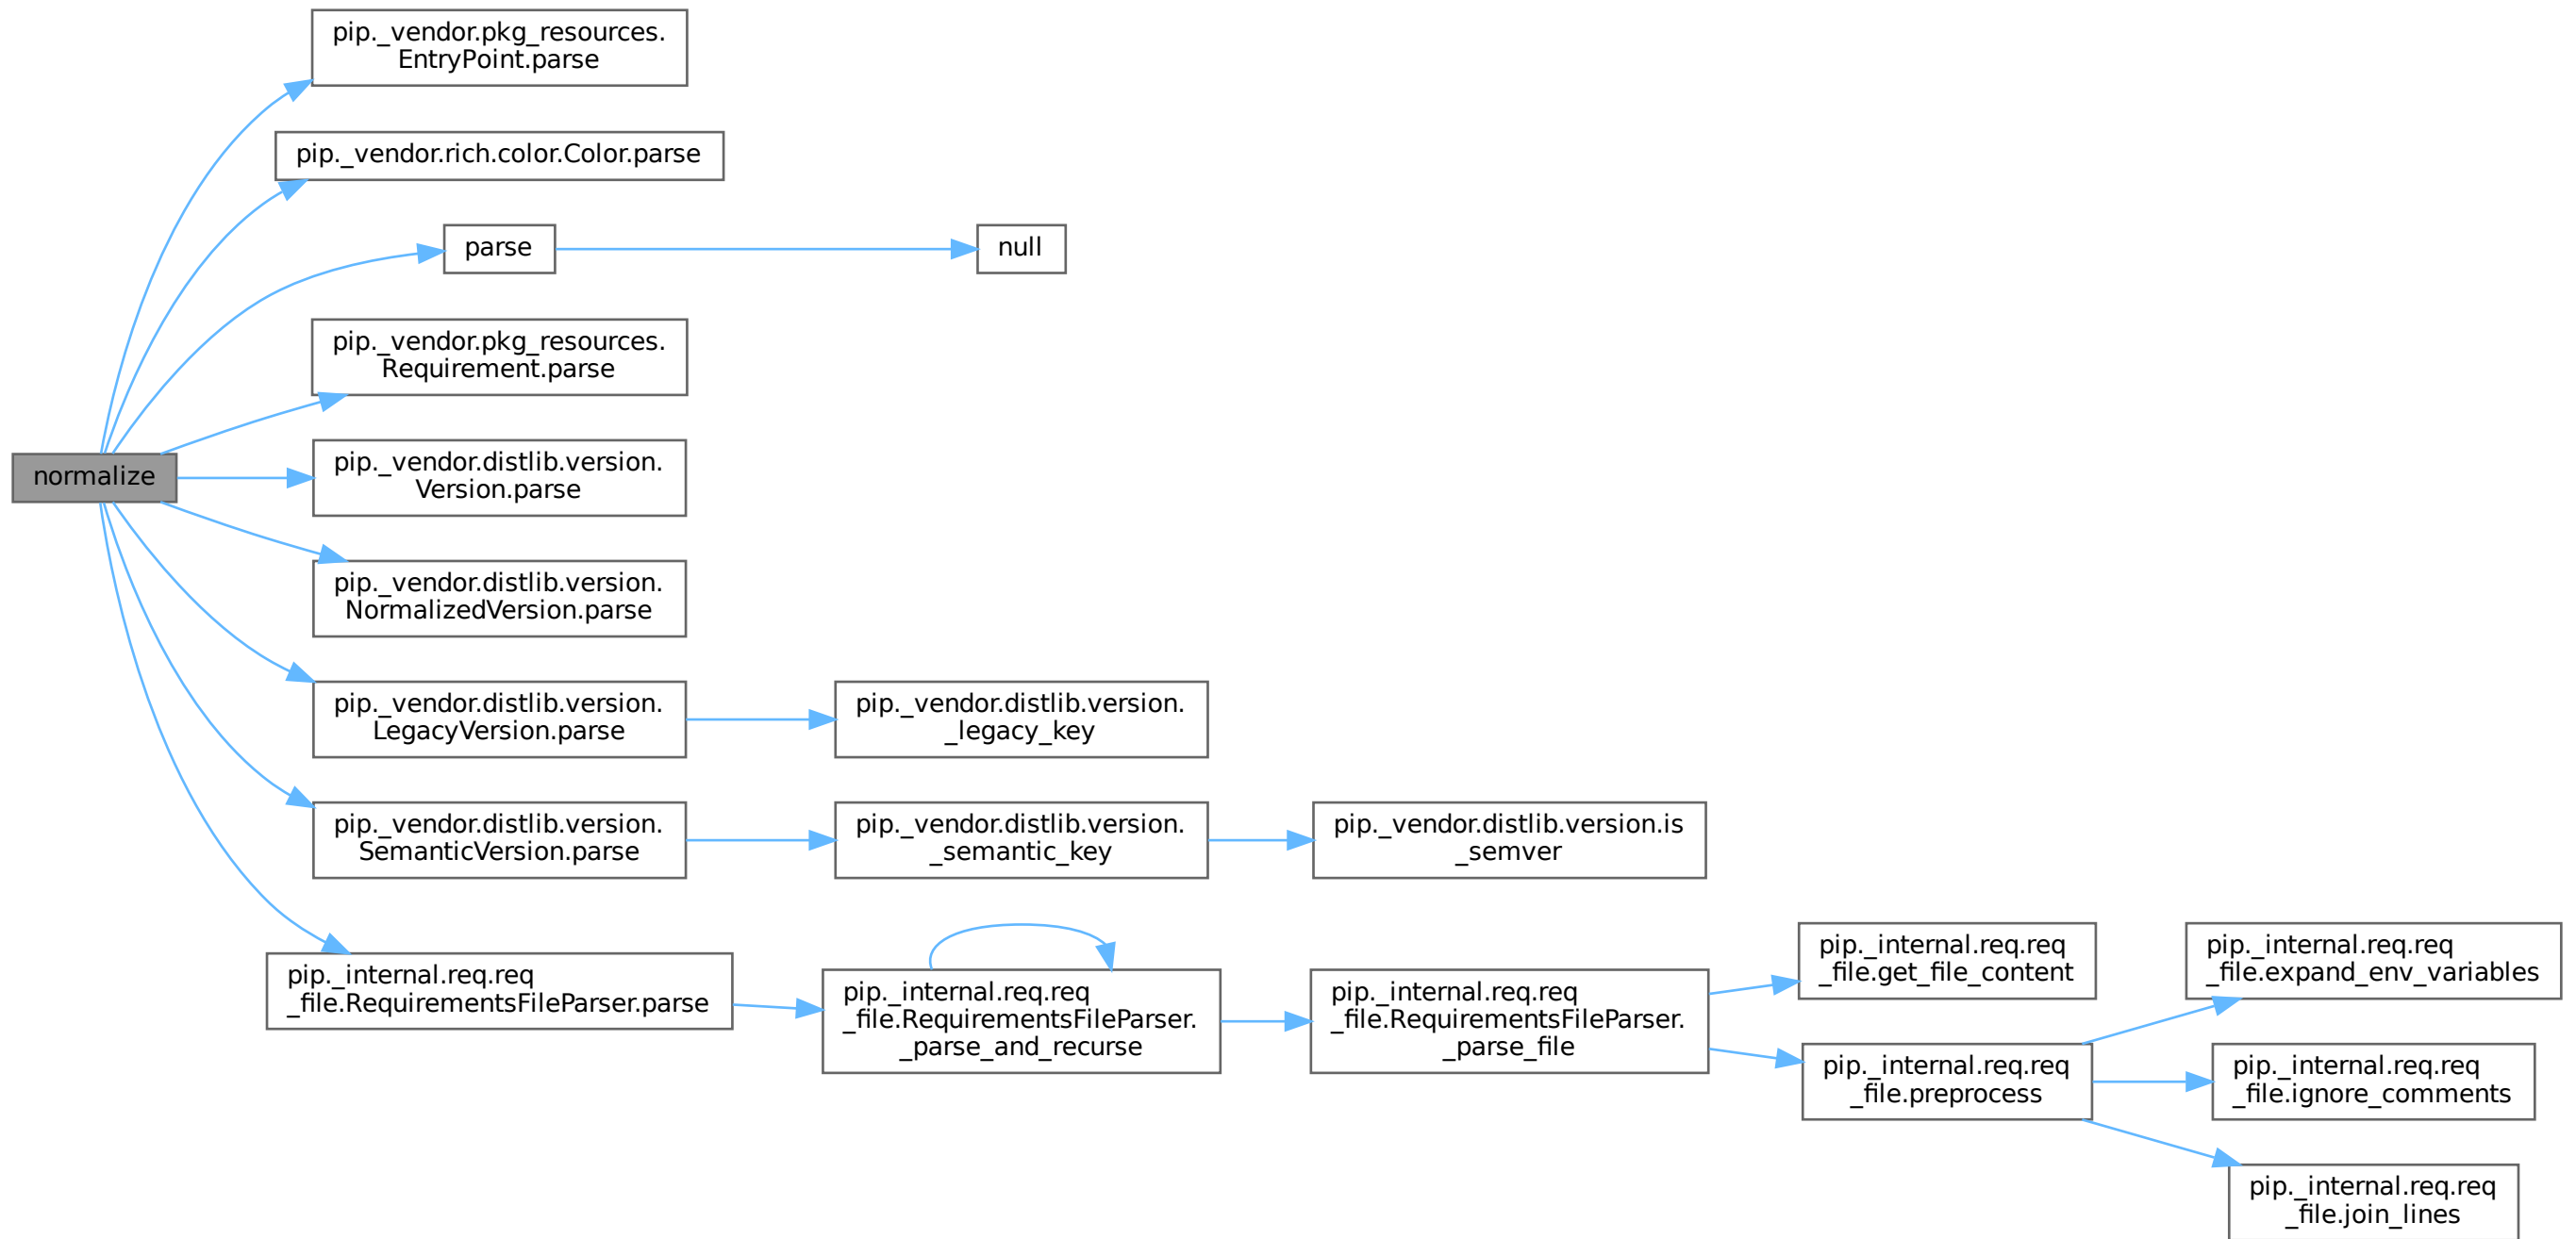 pip._vendor.pkg_resources.
EntryPoint.parse
pip._vendor.rich.color.Color.parse
parse
null
pip._vendor.pkg_resources.
Requirement.parse
normalize
pip._vendor.distlib.version.
Version.parse
pip._vendor.distlib.version.
NormalizedVersion.parse
pip._vendor.distlib.version.
LegacyVersion.parse
pip._vendor.distlib.version.
_legacy_key
pip._vendor.distlib.version.
SemanticVersion.parse
pip._vendor.distlib.version.
_semantic_key
pip._vendor.distlib.version.is
_semver
pip._internal.req.req
_file.RequirementsFileParser.parse
pip._internal.req.req
_file.RequirementsFileParser.
_parse_and_recurse
pip._internal.req.req
_file.RequirementsFileParser.
_parse_file
pip._internal.req.req
_file.get_file_content
pip._internal.req.req
_file.preprocess
pip._internal.req.req
_file.expand_env_variables
pip._internal.req.req
_file.ignore_comments
pip._internal.req.req
_file.join_lines